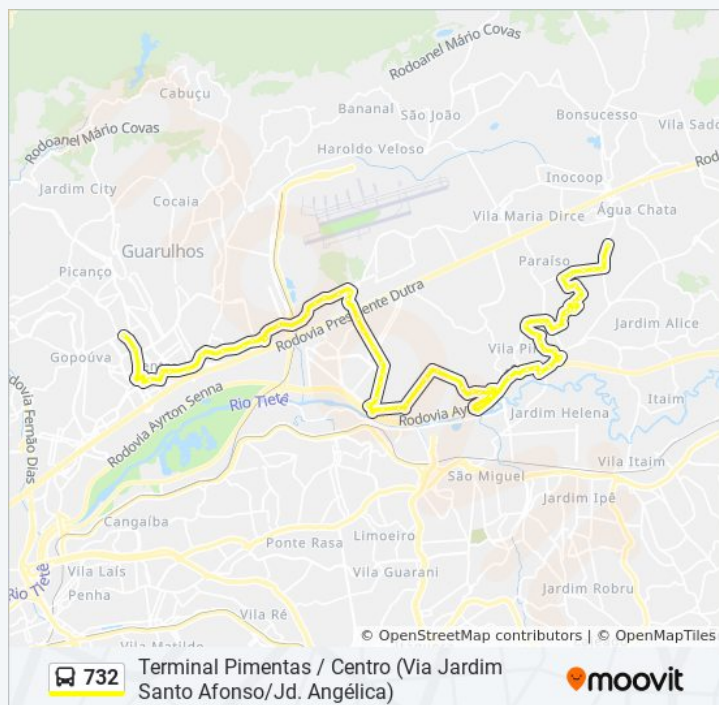 Rodoanel Mário Covas
Cabuçu
Bananal
São João
Bonsucesso
Vila Sado
Rodoanel Mário Covas
Haroldo Veloso
Jardim City
Cocaia
Inocoop
Rod
Vila Maria Dirce
Água Chata
Guarulhos
Picanço
Paraíso
Rodovia Presidente Dutra
Jardim Alice
Gopoúva
Vila Pi
Rodovia Ayrton Senna
Rio Tietê
Rodovia Ay
Jardim Helena
Itaim
Rodovia Fernão Dias
São Miguel
Vila Itaim
Cangaíba
Jardim Ipê
Ponte Rasa
Limoeiro
Vila Laís
Vila Guarani
Rio Tietê
Penha
Jardim Robru
Vila Ré
Vila Matilde
© OpenStreetMap contributors | © OpenMapTiles
732
Terminal Pimentas / Centro (Via Jardim
Santo Afonso/Jd. Angélica)
moovit